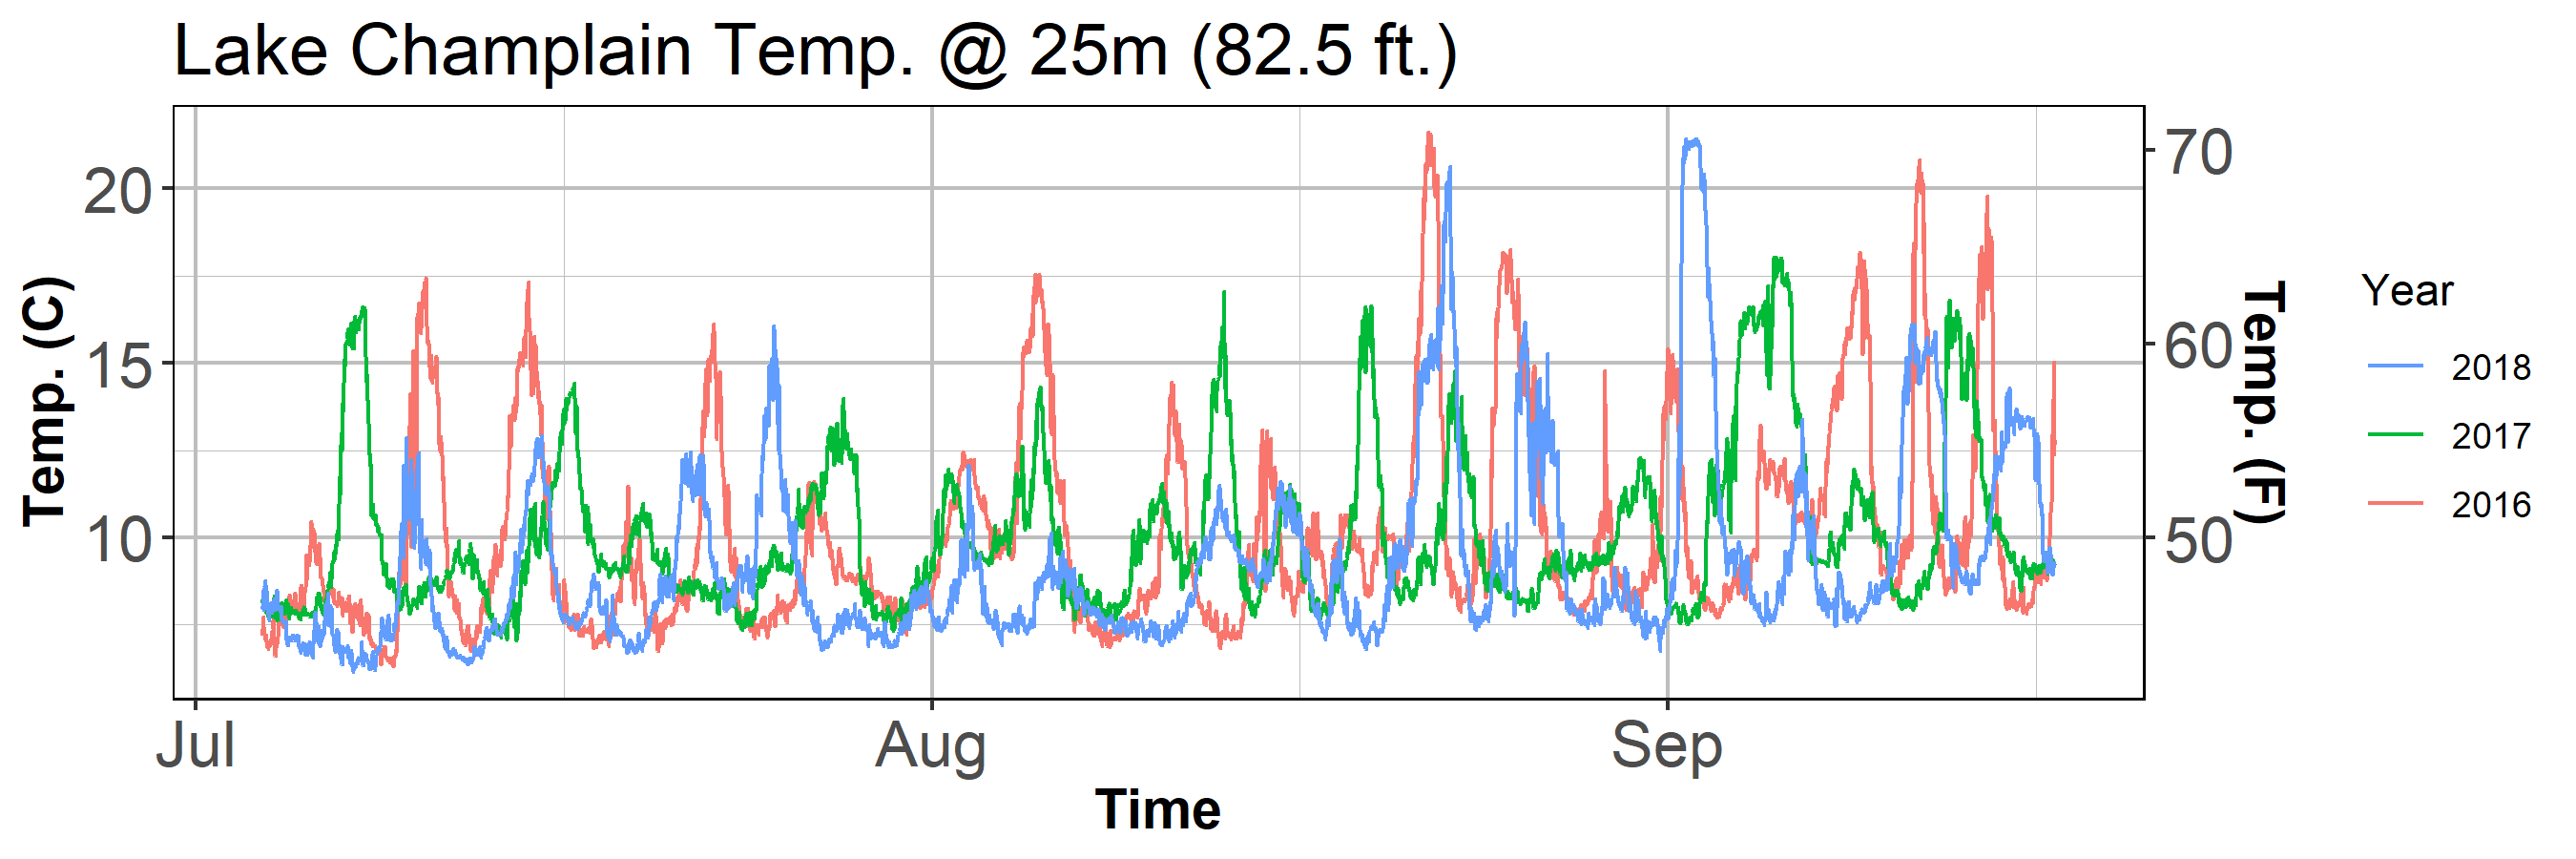 Lake Champlain Temp. @ 25m (82.5 ft.)
Temp. (C)
20
15
10
70
60
50
Temp. (F)
Jul
Aug
Sep
Time
Year
2018
2017
2016